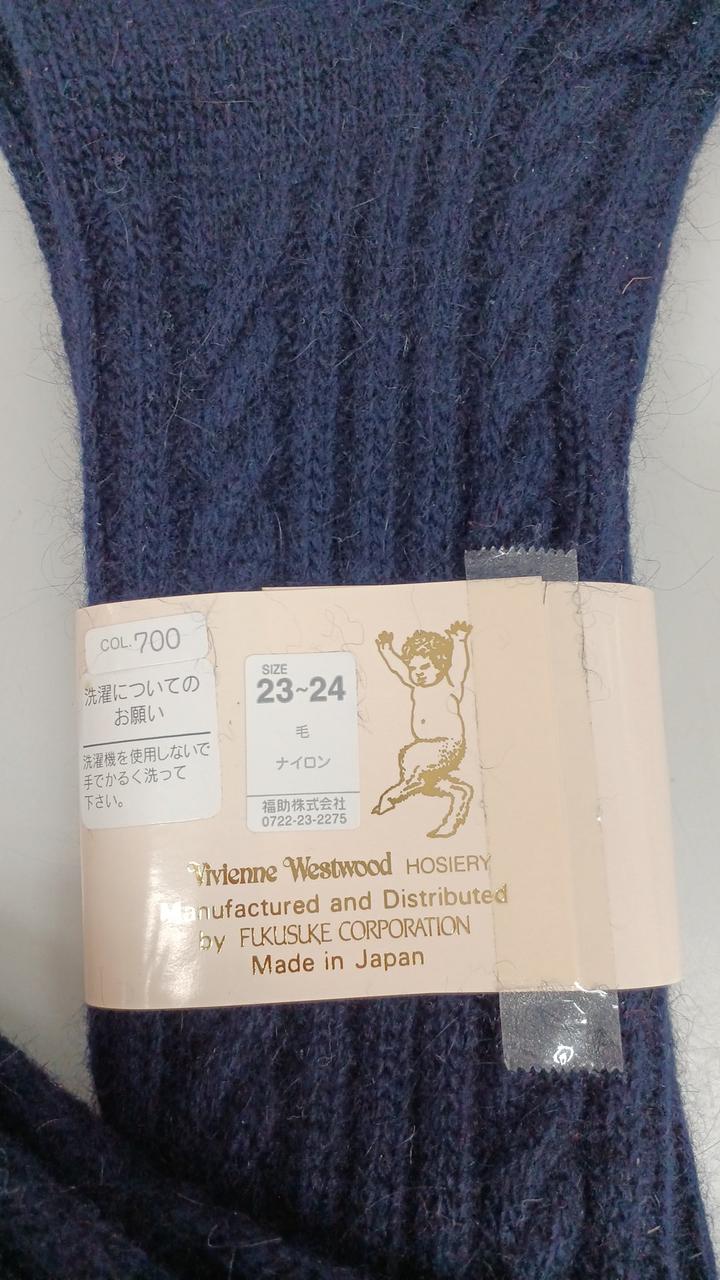 COL.700
洗濯についての
お願い
洗濯機を使用しないで
手でかるく洗って
下さい。
SIZE
23~24
毛
ナイロン
福助株式会社
0722-23-2275
Vivienne Westwood HOSIERY
Manufactured and Distributed
by FUKUSUKE CORPORATION
Made in Japan